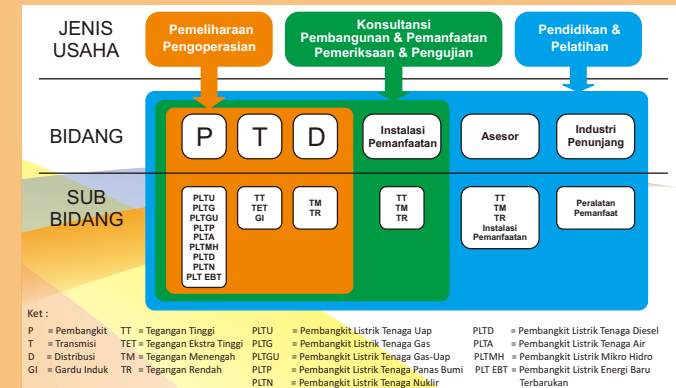 JENIS
USAHA
Pemeliharaan
Pengoperasian
Konsultansi
Pembangunan & Pemanfaatan
Pemeriksaan & Pengujian
Pendidikan &
Pelatihan
BIDANG
P
T
D
Instalasi
Pemanfaatan
Asesor
Industri
Penunjang
SUB
BIDANG
PLTU
PLTG
PLTGU
PLTP
PLTA
PLTMH
PLTD
PLTN
PLT EBT
TT
TET
GI
TM
TR
TT
TM
TR
TT
TM
TR
Instalasi
Pemanfaatan
Peralatan
Pemanfaat
Ket :
P = Pembangkit TT = Tegangan Tinggi PLTU = Pembangkit Listrik Tenaga Uap PLTD = Pembangkit Listrik Tenaga Diesel
T = Transmisi TET = Tegangan Ekstra Tinggi PLTG = Pembangkit Listrik Tenaga Gas PLTA = Pembangkit Listrik Tenaga Air
D = Distribusi TM = Tegangan Menengah PLTGU = Pembangkit Listrik Tenaga Gas-Uap PLTMH = Pembangkit Listrik Mikro Hidro
GI = Gardu Induk TR = Tegangan Rendah PLTP = Pembangkit Listrik Tenaga Panas Bumi PLT EBT = Pembangkit Listrik Energi Baru
PLTN = Pembangkit Listrik Tenaga Nuklir Terbarukan